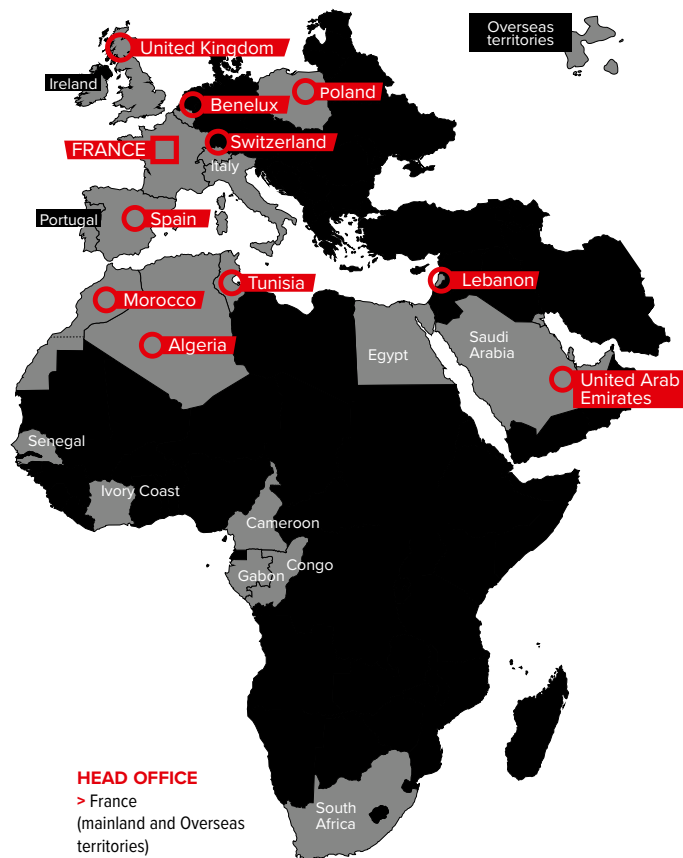 Overseas
territories
United Kingdom
Ireland
Poland
Benelux
FRANCE
Switzerland
Italy
Portugal
Spain
Tunisia
Lebanon
Morocco
Algeria
Egypt
Saudi
Arabia
United Arab
Emirates
Senegal
Ivory Coast
Cameroon
Congo
Gabon
South
Africa
HEAD OFFICE
> France
(mainland and Overseas
territories)